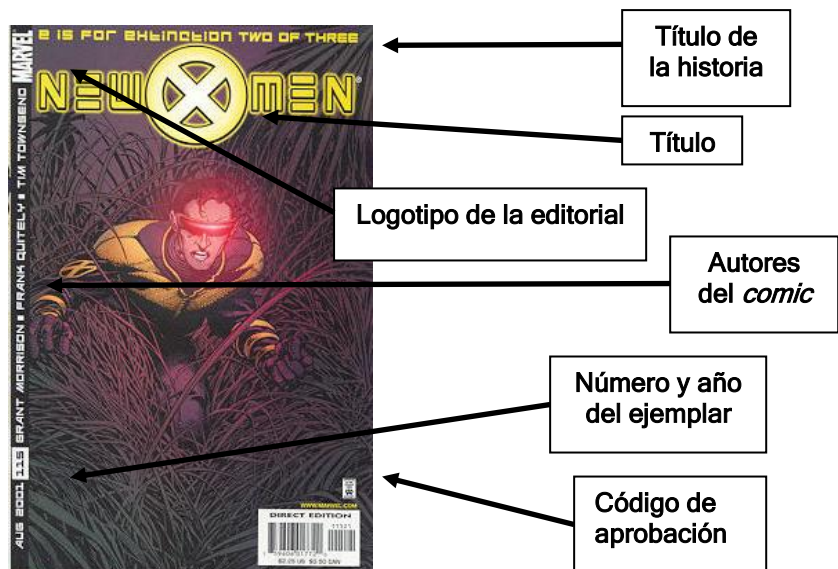 e is for extinction two of three
NEW X MEN
MARVEL
AUG 2001 115 GRANT MORRISON ▪ FRANK QUITELY ▪ TIM TOWNSEND
Título de
la historia
Título
Logotipo de la editorial
Autores
del comic
Número y año
del ejemplar
Código de
aprobación
WWW.MARVEL.COM
DIRECT EDITION
11521
$2.25 US $3.50 CAN